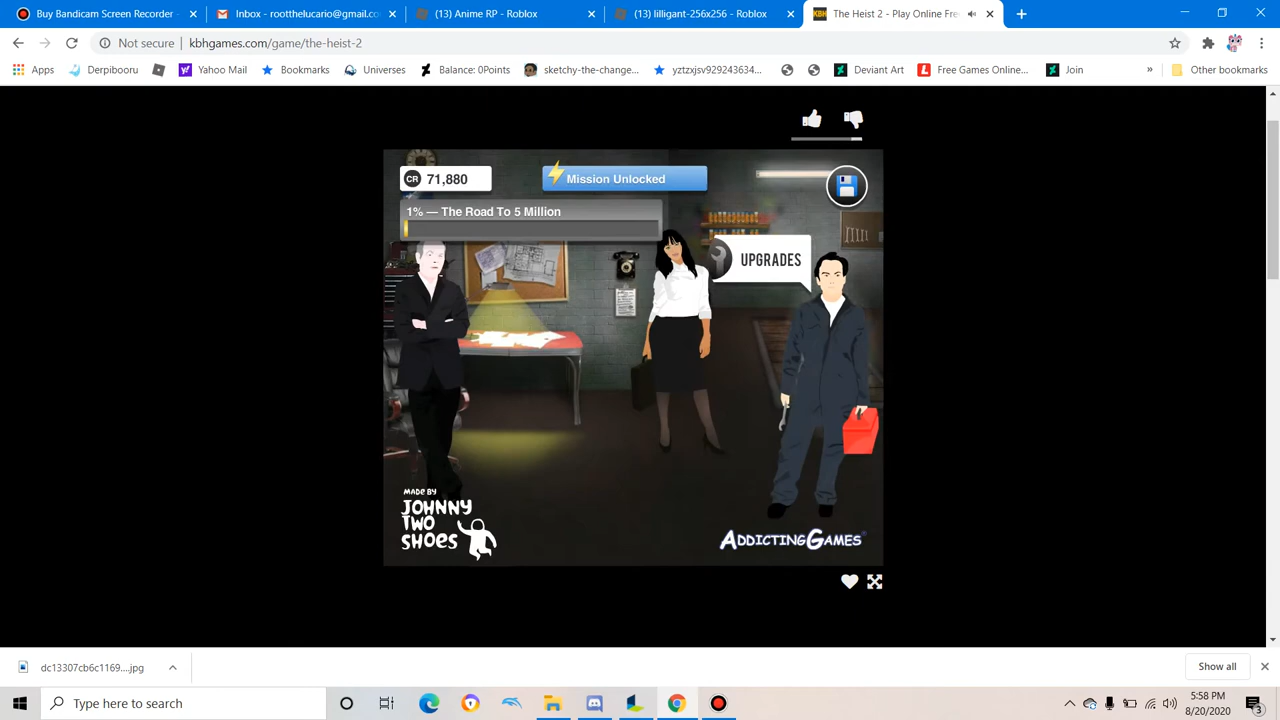 Buy Bandicam Screen Recorder
Inbox - rootthelucario@gmail.co
(13) Anime RP - Roblox
(13) lilligant-256x256 - Roblox
The Heist 2 - Play Online Fre
Not secure | kbhgames.com/game/the-heist-2
Apps
Derpibooru
Yahoo Mail
Bookmarks
Universes
Balance: 0Points
sketchy-the-change...
yztzxjsv929243634...
Deviant Art
Free Games Online...
Join
»
Other bookmarks
CR 71,880
Mission Unlocked
1% — The Road To 5 Million
UPGRADES
MADE BY
JOHNNY
TWO
SHOES
ADDICTINGGAMES
dc13307cb6c1169....jpg
Show all
Type here to search
5:58 PM
8/20/2020
3